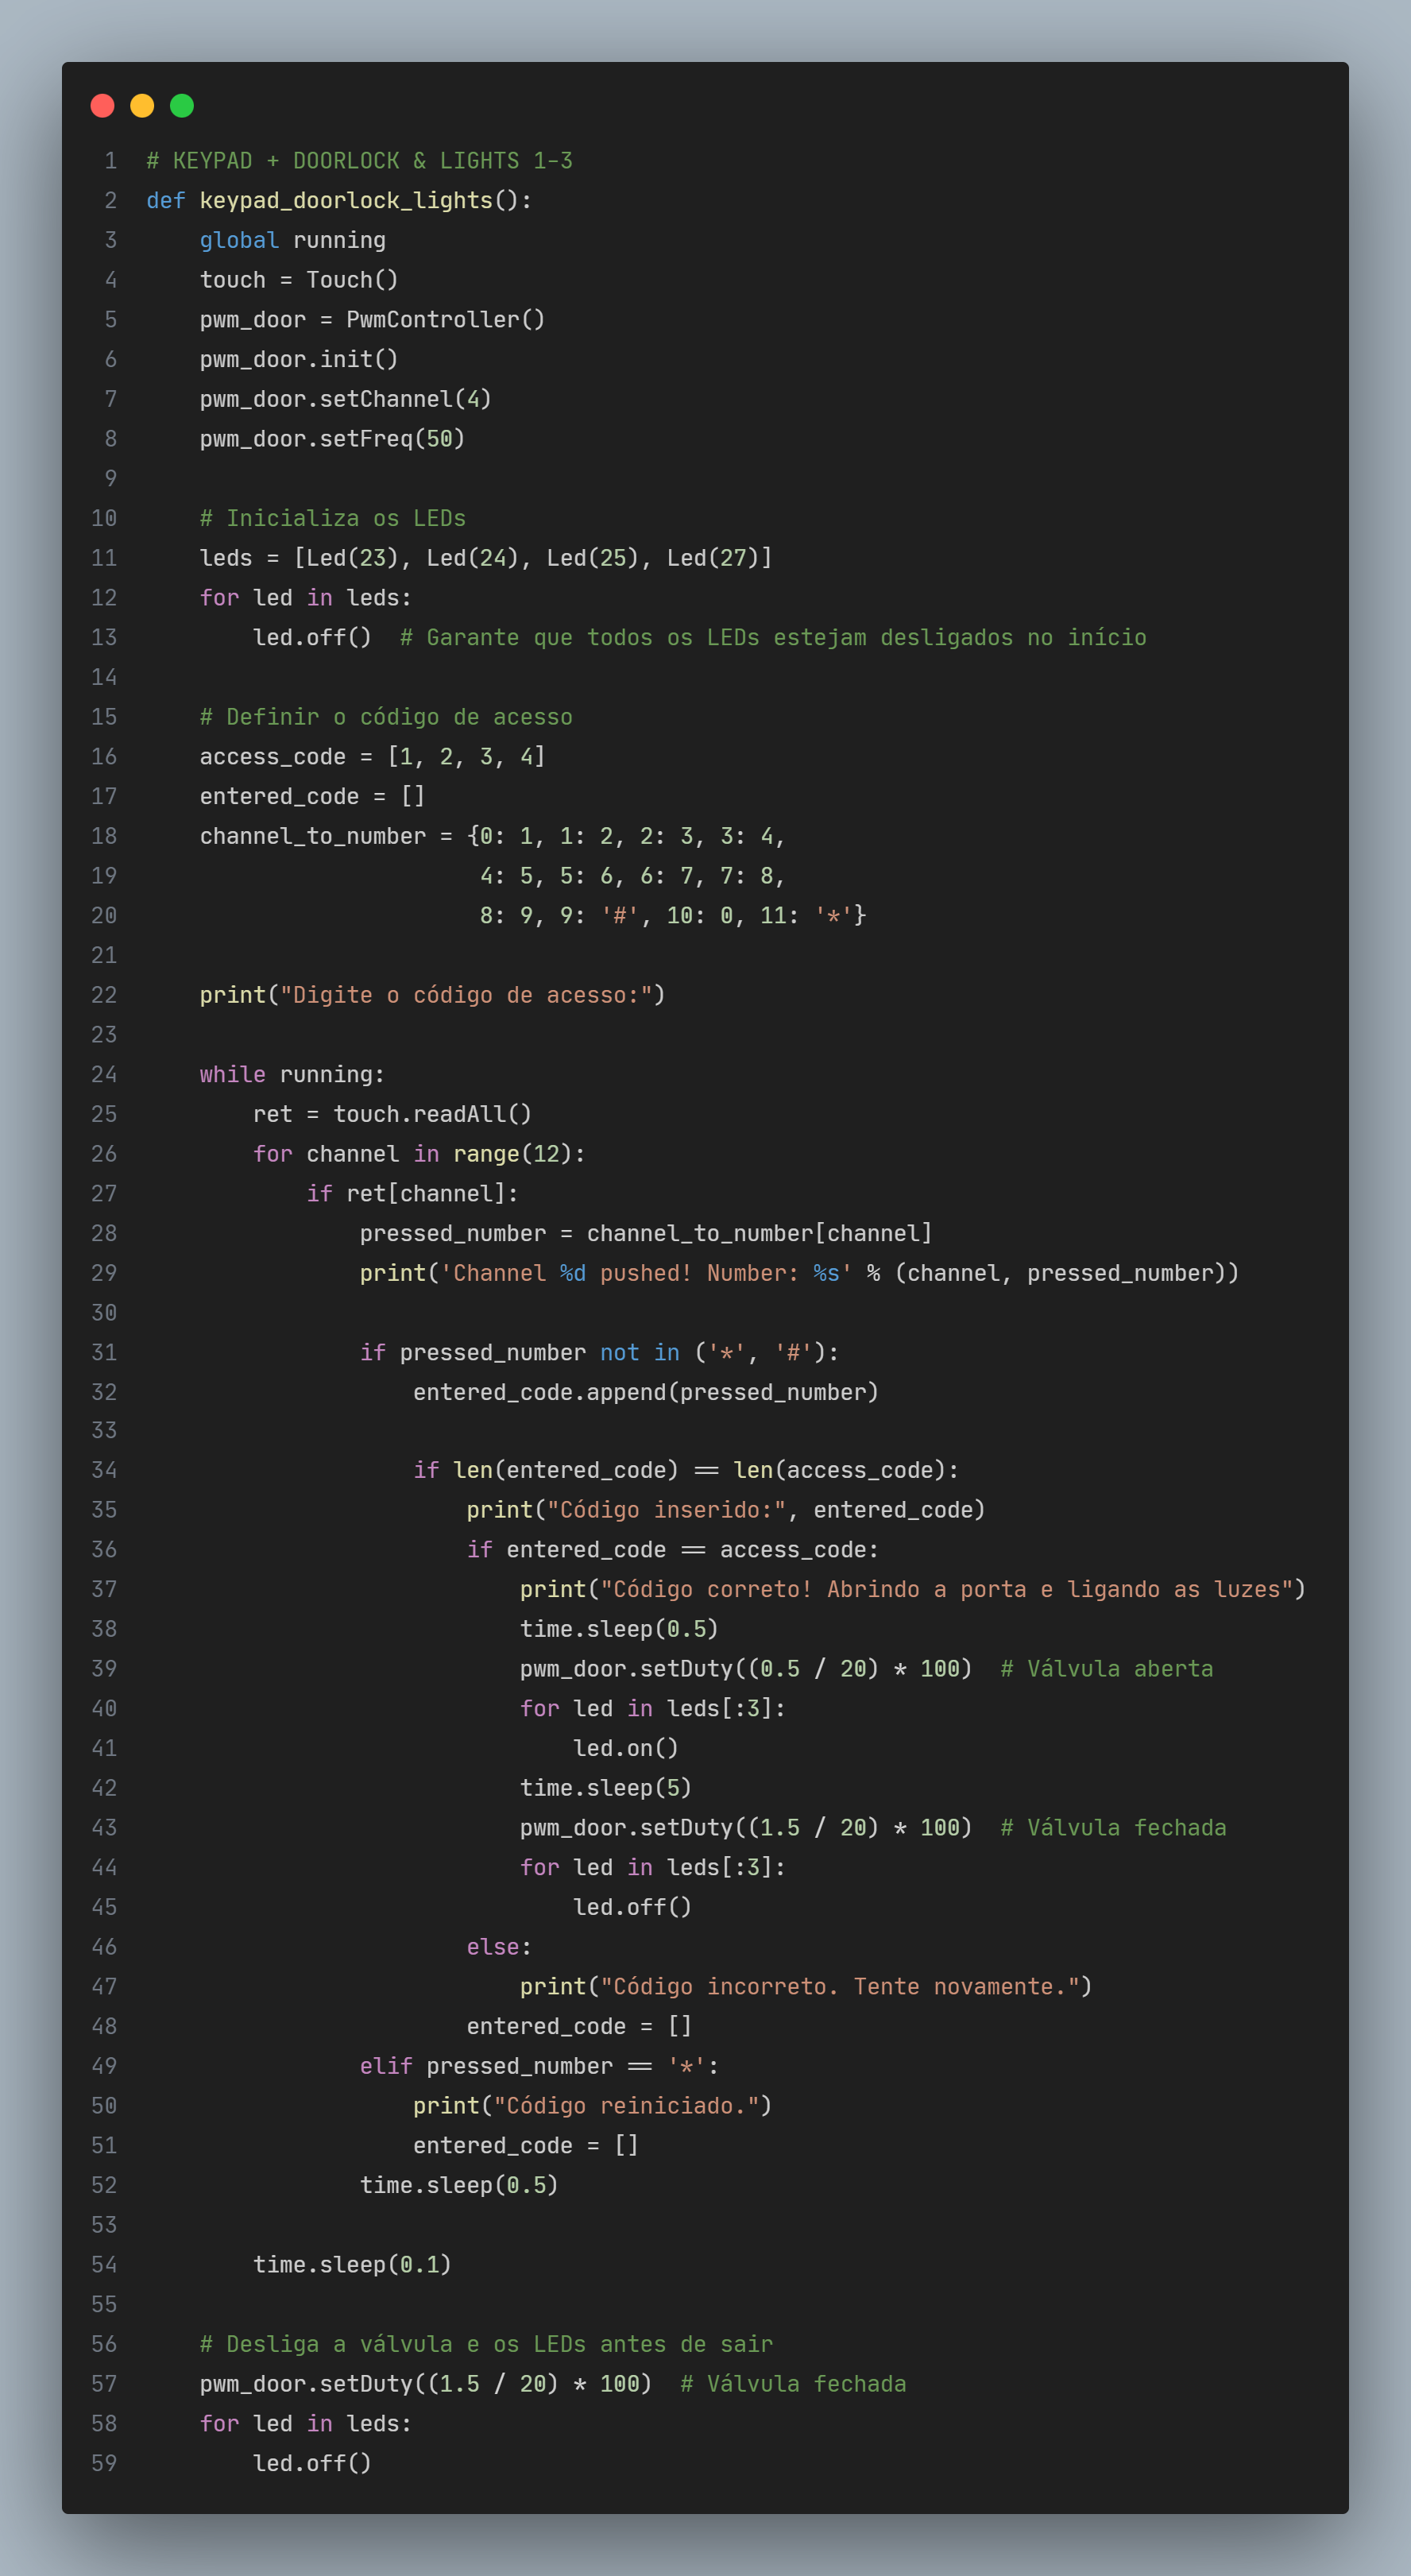 1 # KEYPAD + DOORLOCK & LIGHTS 1-3
2 def keypad_doorlock_lights():
3     global running
4     touch = Touch()
5     pwm_door = PwmController()
6     pwm_door.init()
7     pwm_door.setChannel(4)
8     pwm_door.setFreq(50)
9
10     # Inicializa os LEDs
11     leds = [Led(23), Led(24), Led(25), Led(27)]
12     for led in leds:
13         led.off()  # Garante que todos os LEDs estejam desligados no início
14
15     # Definir o código de acesso
16     access_code = [1, 2, 3, 4]
17     entered_code = []
18     channel_to_number = {0: 1, 1: 2, 2: 3, 3: 4,
19                          4: 5, 5: 6, 6: 7, 7: 8,
20                          8: 9, 9: '#', 10: 0, 11: '*'}
21
22     print("Digite o código de acesso:")
23
24     while running:
25         ret = touch.readAll()
26         for channel in range(12):
27             if ret[channel]:
28                 pressed_number = channel_to_number[channel]
29                 print('Channel %d pushed! Number: %s' % (channel, pressed_number))
30
31                 if pressed_number not in ('*', '#'):
32                     entered_code.append(pressed_number)
33
34                     if len(entered_code) == len(access_code):
35                         print("Código inserido:", entered_code)
36                         if entered_code == access_code:
37                             print("Código correto! Abrindo a porta e ligando as luzes")
38                             time.sleep(0.5)
39                             pwm_door.setDuty((0.5 / 20) * 100)  # Válvula aberta
40                             for led in leds[:3]:
41                                 led.on()
42                             time.sleep(5)
43                             pwm_door.setDuty((1.5 / 20) * 100)  # Válvula fechada
44                             for led in leds[:3]:
45                                 led.off()
46                         else:
47                             print("Código incorreto. Tente novamente.")
48                         entered_code = []
49                 elif pressed_number == '*':
50                     print("Código reiniciado.")
51                     entered_code = []
52                 time.sleep(0.5)
53
54         time.sleep(0.1)
55
56     # Desliga a válvula e os LEDs antes de sair
57     pwm_door.setDuty((1.5 / 20) * 100)  # Válvula fechada
58     for led in leds:
59         led.off()